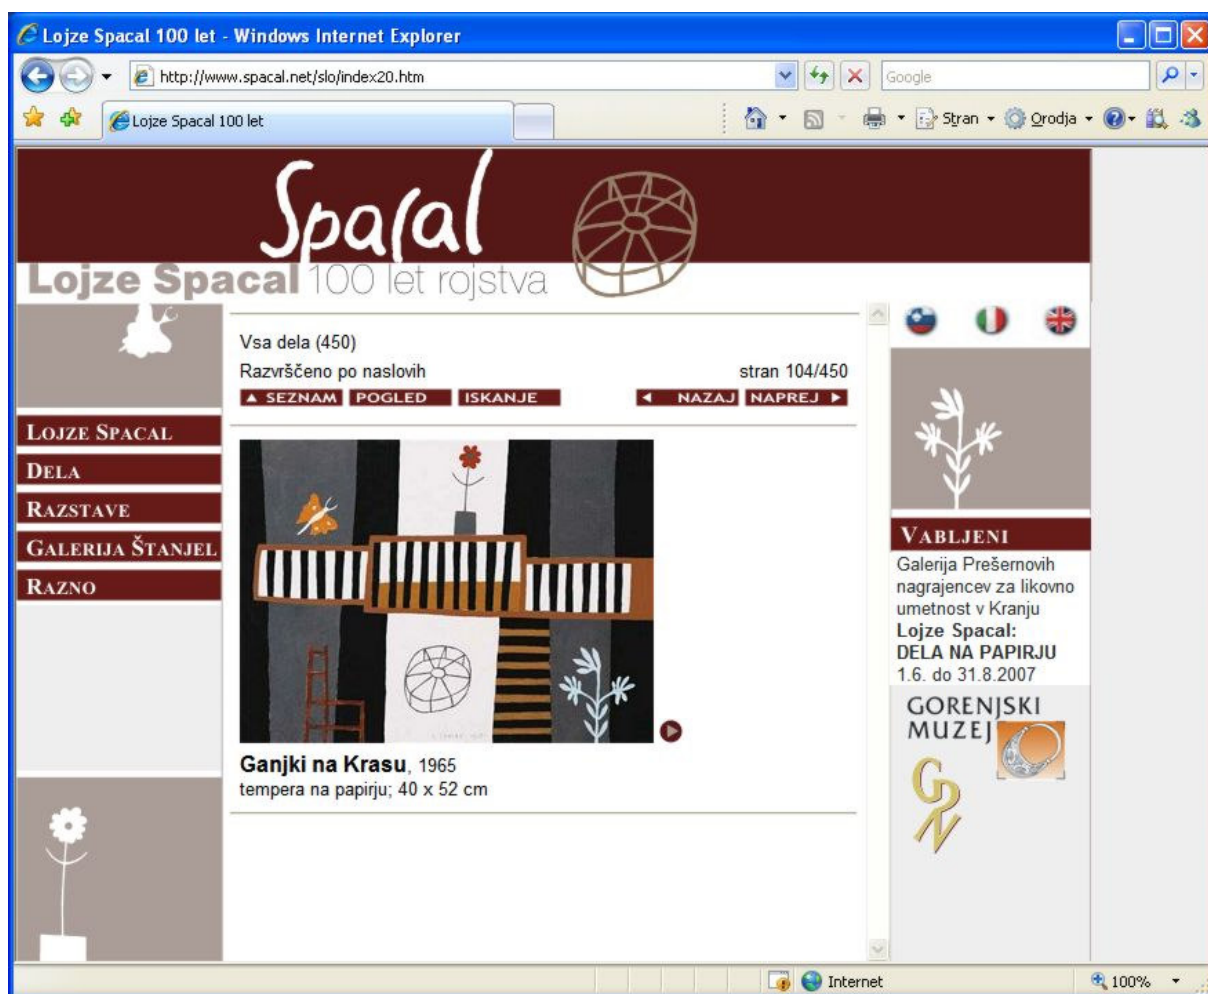 Lojze Spacal 100 let - Windows Internet Explorer
http://www.spacal.net/slo/index20.htm
Google
Lojze Spacal 100 let
Stran
Orodja
Spacal
Lojze Spacal 100 let rojstva
LOJZE SPACAL
DELA
RAZSTAVE
GALERIJA ŠTANJEL
RAZNO
Vsa dela (450)
Razvrščeno po naslovih
stran 104/450
SEZNAM POGLED ISKANJE
NAZAJ NAPREJ
Ganjki na Krasu, 1965
tempera na papirju; 40 x 52 cm
VABLJENI
Galerija Prešernovih
nagrajencev za likovno
umetnost v Kranju
Lojze Spacal:
DELA NA PAPIRJU
1.6. do 31.8.2007
GORENJSKI
MUZEJ
GPN
Internet
100%